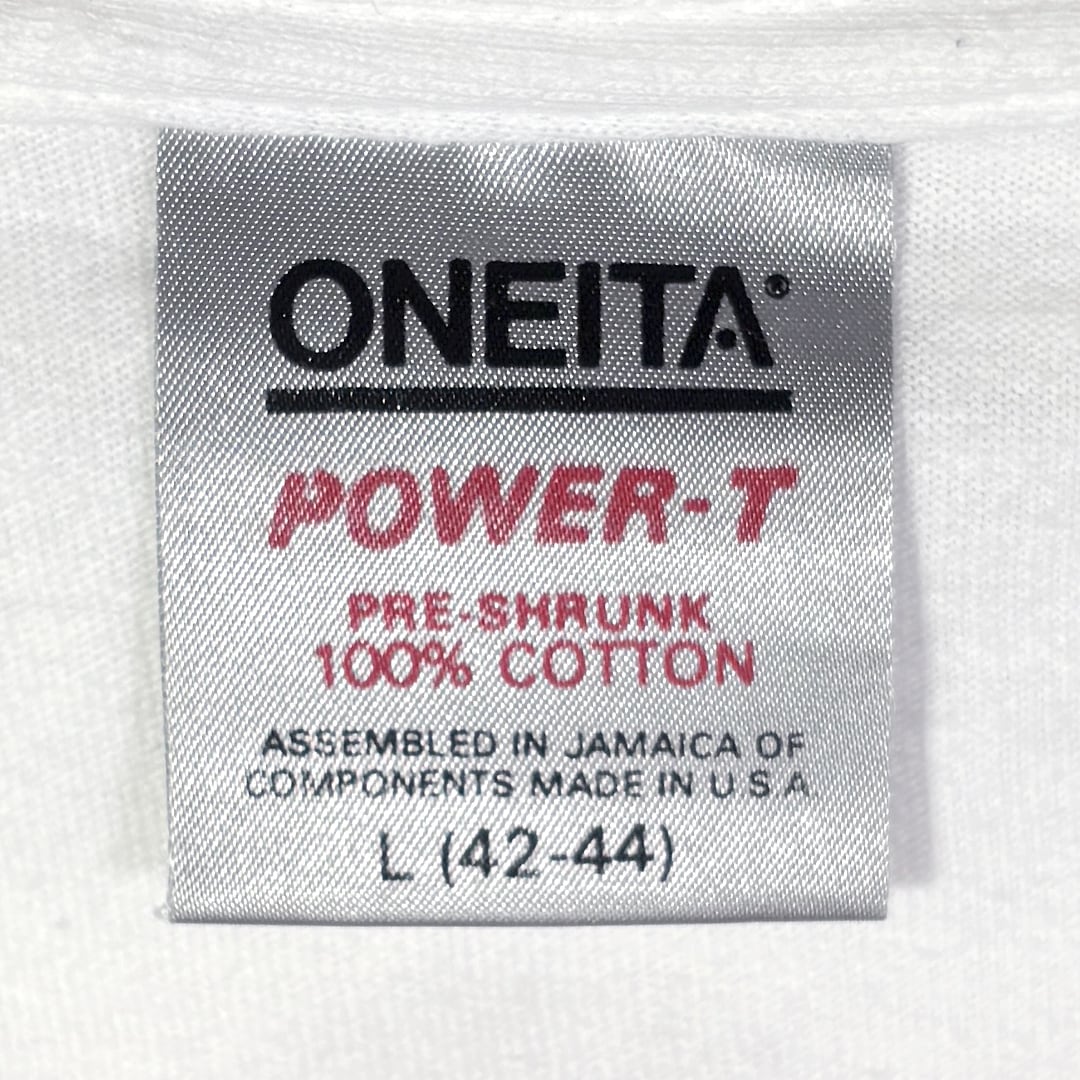 ONEITA®
POWER-T
PRE-SHRUNK
100% COTTON
ASSEMBLED IN JAMAICA OF
COMPONENTS MADE IN U S A
L (42-44)